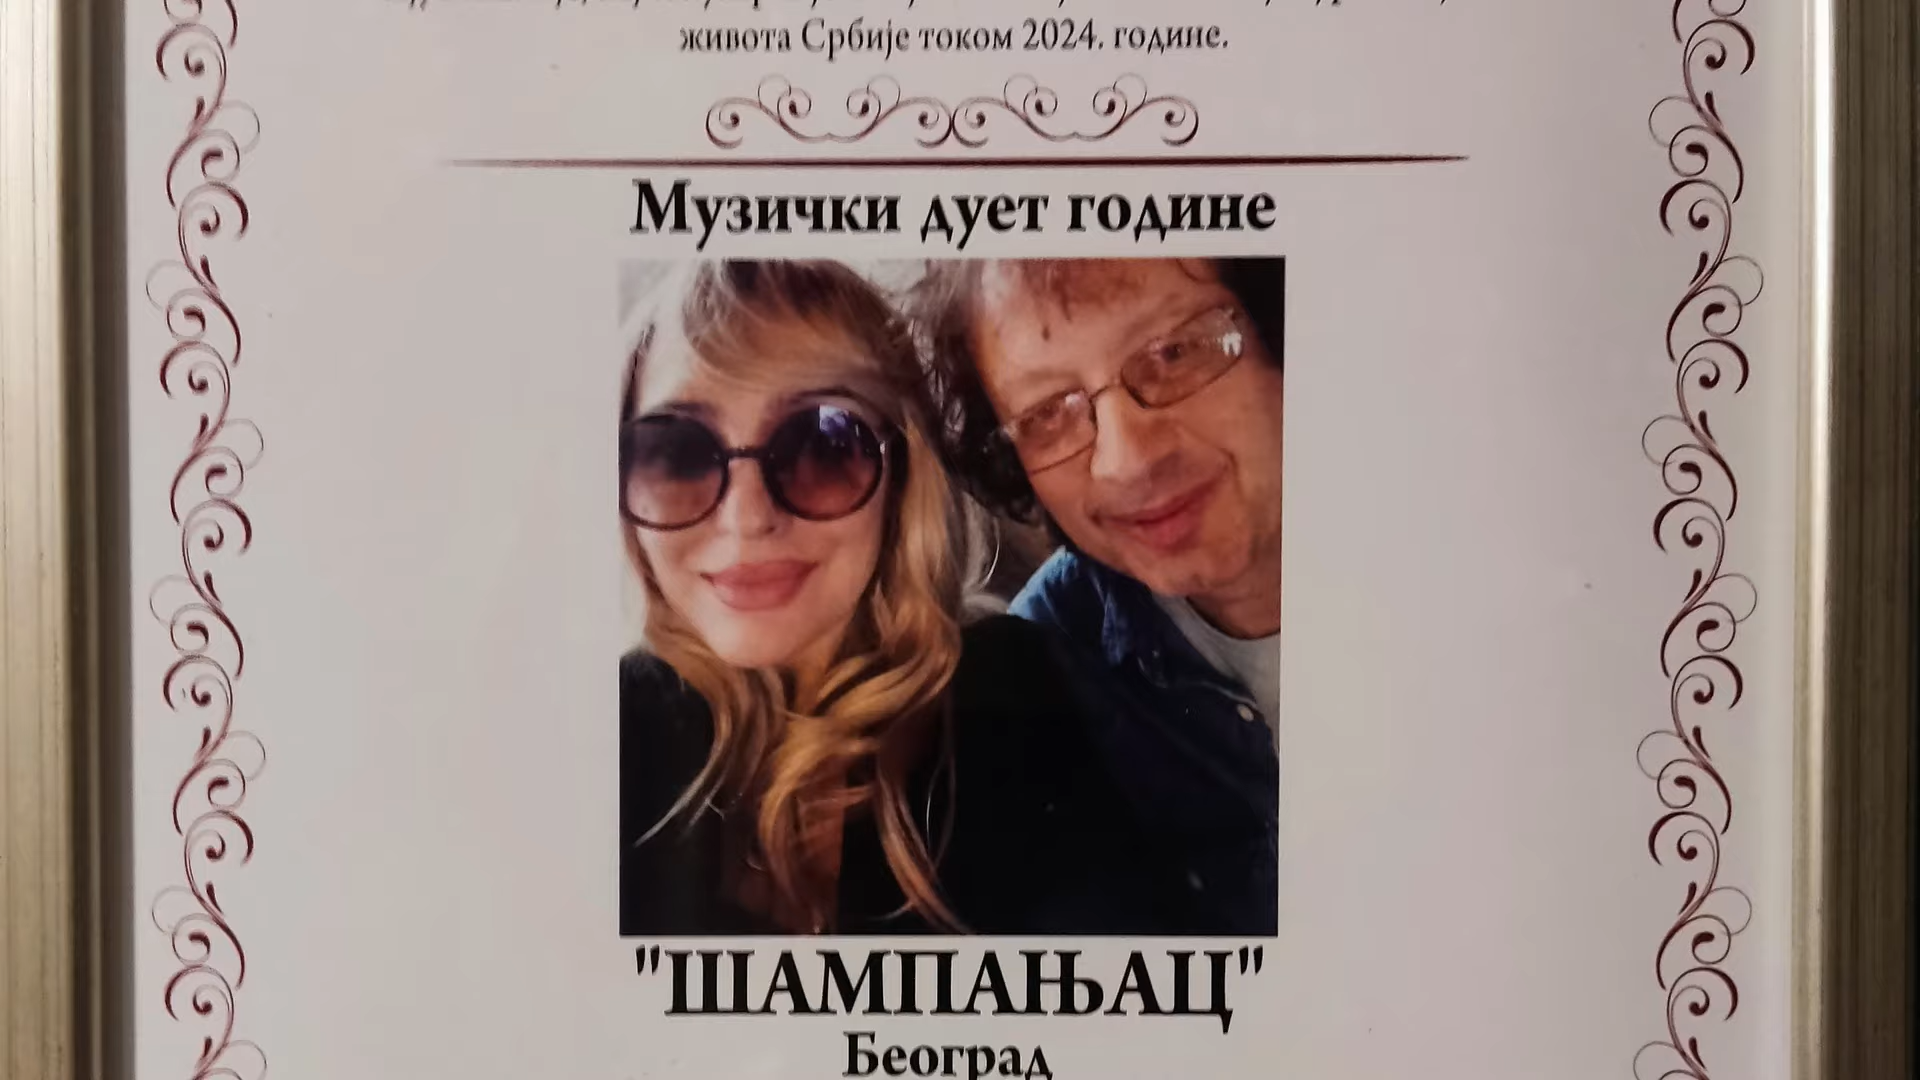 живота Србије током 2024. године.
Музички дует године
"ШАМПАЊАЦ"
Београд